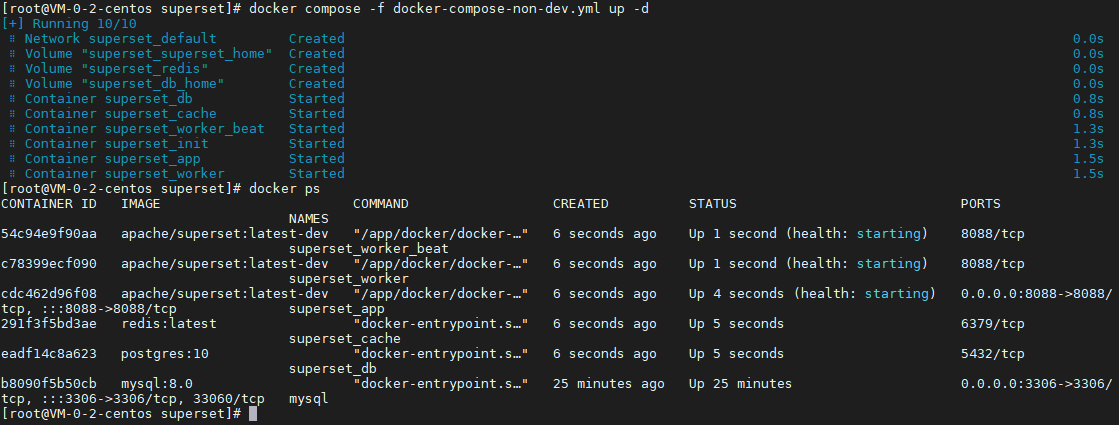 [root@VM-0-2-centos superset]# docker compose -f docker-compose-non-dev.yml up -d
[+] Running 10/10
⠿ Network superset_default Created 0.0s
⠿ Volume "superset_superset_home" Created 0.0s
⠿ Volume "superset_redis" Created 0.0s
⠿ Volume "superset_db_home" Created 0.0s
⠿ Container superset_db Started 0.8s
⠿ Container superset_cache Started 0.8s
⠿ Container superset_worker_beat Started 1.3s
⠿ Container superset_init Started 1.3s
⠿ Container superset_app Started 1.5s
⠿ Container superset_worker Started 1.5s
[root@VM-0-2-centos superset]# docker ps
CONTAINER ID IMAGE COMMAND CREATED STATUS PORTS
NAMES
54c94e9f90aa apache/superset:latest-dev "/app/docker/docker-…" 6 seconds ago Up 1 second (health: starting) 8088/tcp
superset_worker_beat
c78399ecf090 apache/superset:latest-dev "/app/docker/docker-…" 6 seconds ago Up 1 second (health: starting) 8088/tcp
superset_worker
cdc462d96f08 apache/superset:latest-dev "/app/docker/docker-…" 6 seconds ago Up 4 seconds (health: starting) 0.0.0.0:8088->8088/
tcp, :::8088->8088/tcp superset_app
291f3f5bd3ae redis:latest "docker-entrypoint.s…" 6 seconds ago Up 5 seconds 6379/tcp
superset_cache
eadf14c8a623 postgres:10 "docker-entrypoint.s…" 6 seconds ago Up 5 seconds 5432/tcp
superset_db
b8090f5b50cb mysql:8.0 "docker-entrypoint.s…" 25 minutes ago Up 25 minutes 0.0.0.0:3306->3306/
tcp, :::3306->3306/tcp, 33060/tcp mysql
[root@VM-0-2-centos superset]#